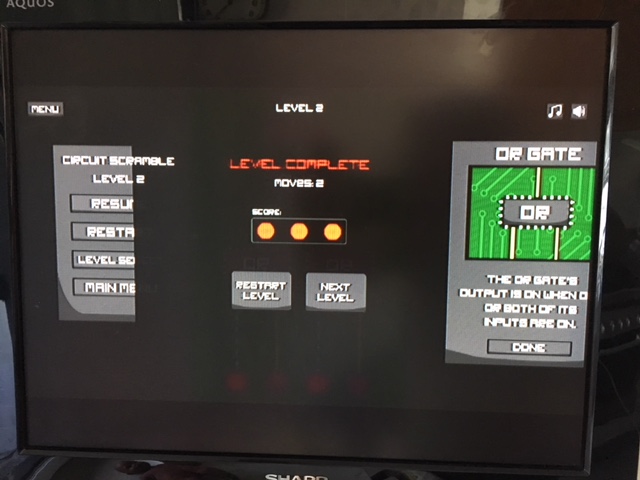 AQUOS
MENU
LEVEL 2
CIRCUIT SCRAMBLE
LEVEL 2
RESU
RESTA
LEVEL SE
MAIN ME
LEVEL COMPLETE
MOVES: 2
SCORE:
RESTART
LEVEL
NEXT
LEVEL
OR GATE
OR
THE OR GATE'S
OUTPUT IS ON WHEN O
OR BOTH OF ITS
INPUTS ARE ON.
DONE
SHARP